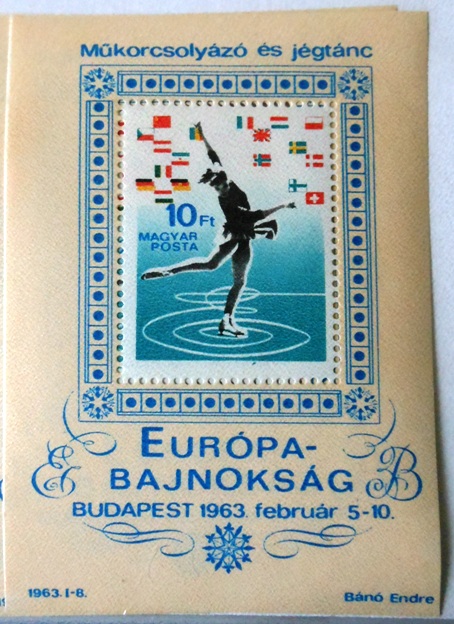 Műkorcsolyázó és jégtánc
10 Ft
MAGYAR
POSTA
EURÓPA-
BAJNOKSÁG
BUDAPEST 1963. február 5-10.
1963. I-8.
Bánó Endre